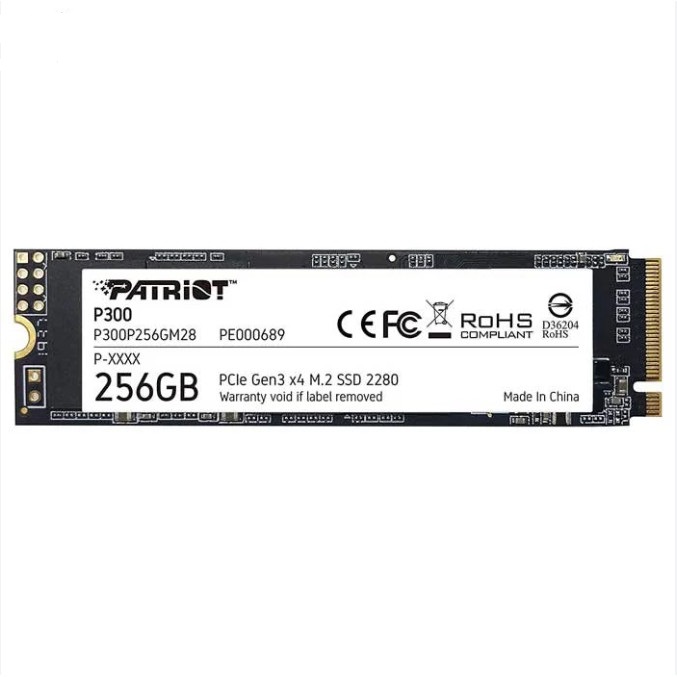 PATRIOT™
P300
P300P256GM28 PE000689
P-XXXX
256GB
PCIe Gen3 x4 M.2 SSD 2280
Warranty void if label removed
CE FC
RoHS
COMPLIANT
D36204
RoHS
Made In China